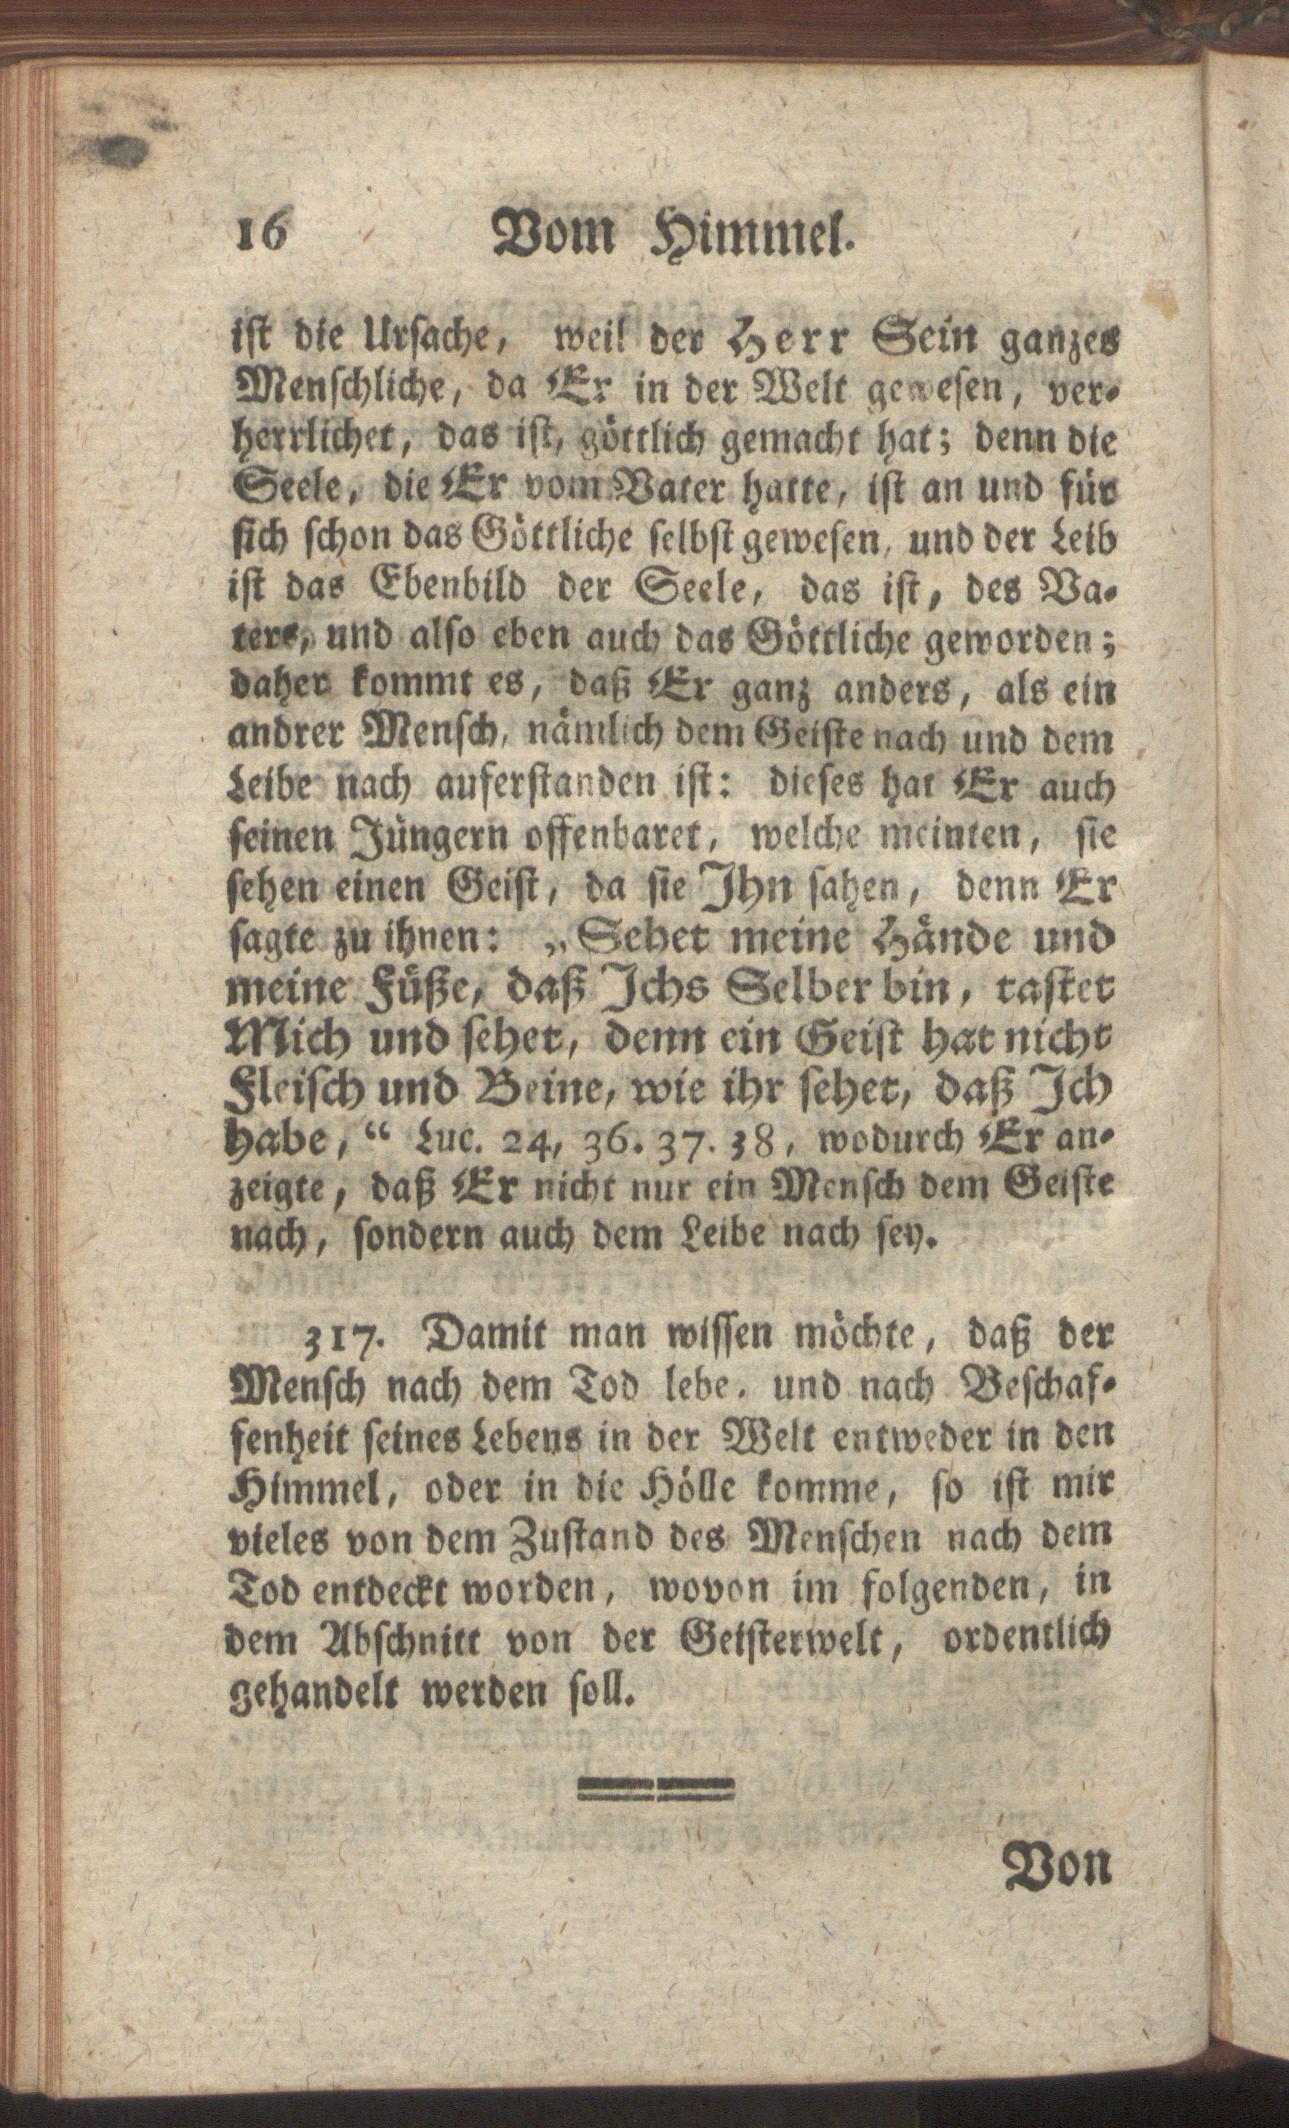 16 Vom Himmel.
ist die Ursache, weil der Herr Sein ganzes
Menschliche, da Er in der Welt gewesen, ver-
herrlichet, das ist, göttlich gemacht hat; denn die
Seele, die Er vom Vater hatte, ist an und für
sich schon das Göttliche selbst gewesen, und der Leib
ist das Ebenbild der Seele, das ist, des Va-
ters, und also eben auch das Göttliche geworden;
daher kommt es, daß Er ganz anders, als ein
andrer Mensch, nämlich dem Geiste nach und dem
Leibe nach auferstanden ist: dieses hat Er auch
seinen Jüngern offenbaret, welche meinten, sie
sehen einen Geist, da sie Ihn sahen, denn Er
sagte zu ihnen: „Sehet meine Hände und
meine Füße, daß Ichs Selber bin, tastet
Mich und sehet, denn ein Geist hat nicht
Fleisch und Beine, wie ihr sehet, daß Ich
habe,“ Luc. 24, 36. 37. 38, wodurch Er an-
zeigte, daß Er nicht nur ein Mensch dem Geiste
nach, sondern auch dem Leibe nach sey.
317. Damit man wissen möchte, daß der
Mensch nach dem Tod lebe, und nach Beschaf-
fenheit seines Lebens in der Welt entweder in den
Himmel, oder in die Hölle komme, so ist mir
vieles von dem Zustand des Menschen nach dem
Tod entdeckt worden, wovon im folgenden, in
dem Abschnitt von der Geisterwelt, ordentlich
gehandelt werden soll.
Von